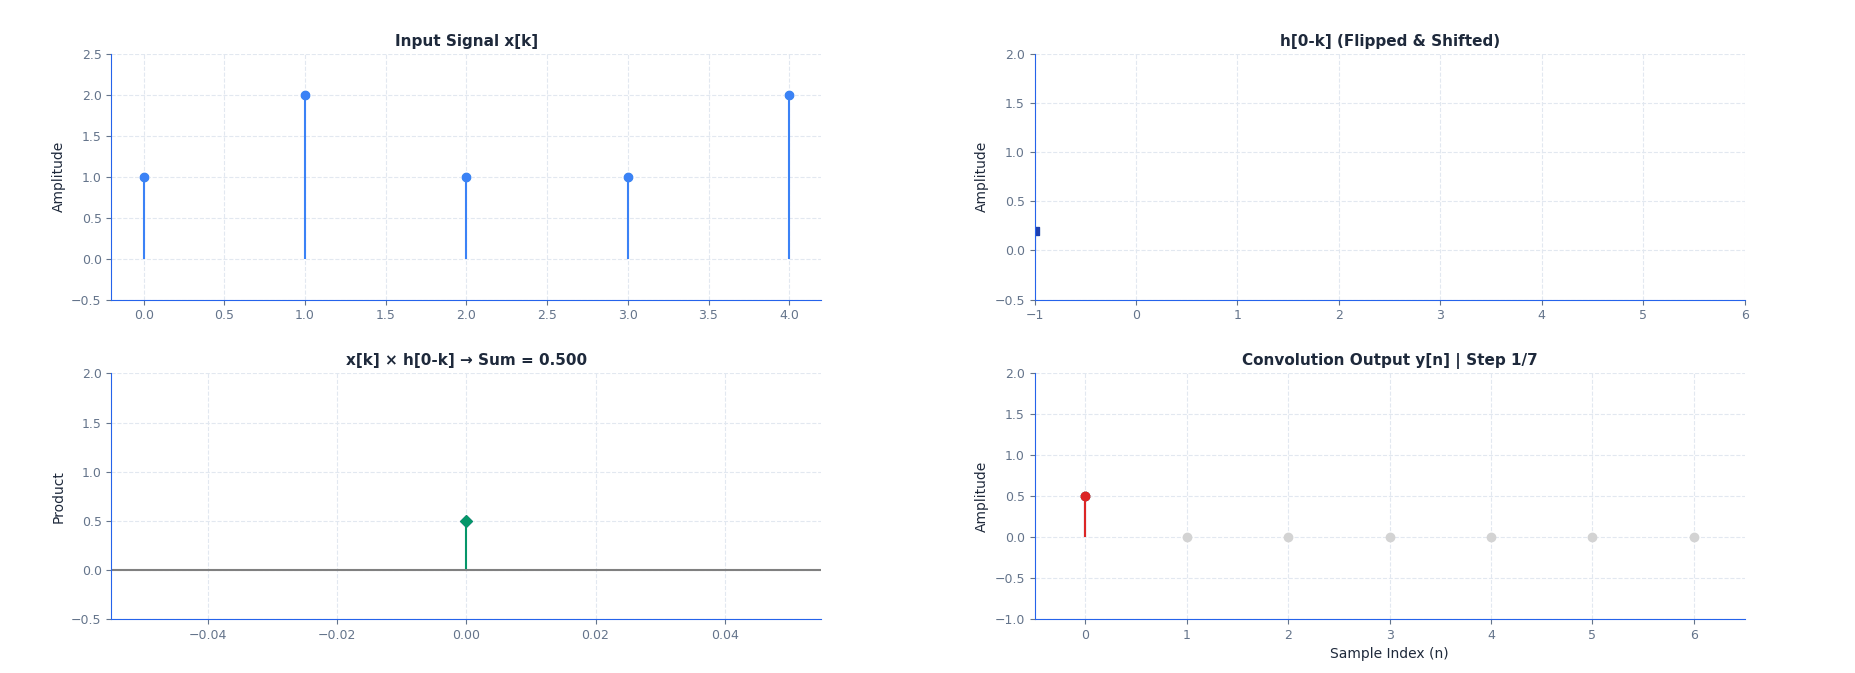 Input Signal x[k]
Amplitude
2.5
2.0
1.5
1.0
0.5
0.0
−0.5
0.0 0.5 1.0 1.5 2.0 2.5 3.0 3.5 4.0
h[0-k] (Flipped & Shifted)
Amplitude
2.0
1.5
1.0
0.5
0.0
−0.5
−1 0 1 2 3 4 5 6
x[k] × h[0-k] → Sum = 0.500
Product
2.0
1.5
1.0
0.5
0.0
−0.5
−0.04 −0.02 0.00 0.02 0.04
Convolution Output y[n] | Step 1/7
Amplitude
2.0
1.5
1.0
0.5
0.0
−0.5
−1.0
0 1 2 3 4 5 6
Sample Index (n)